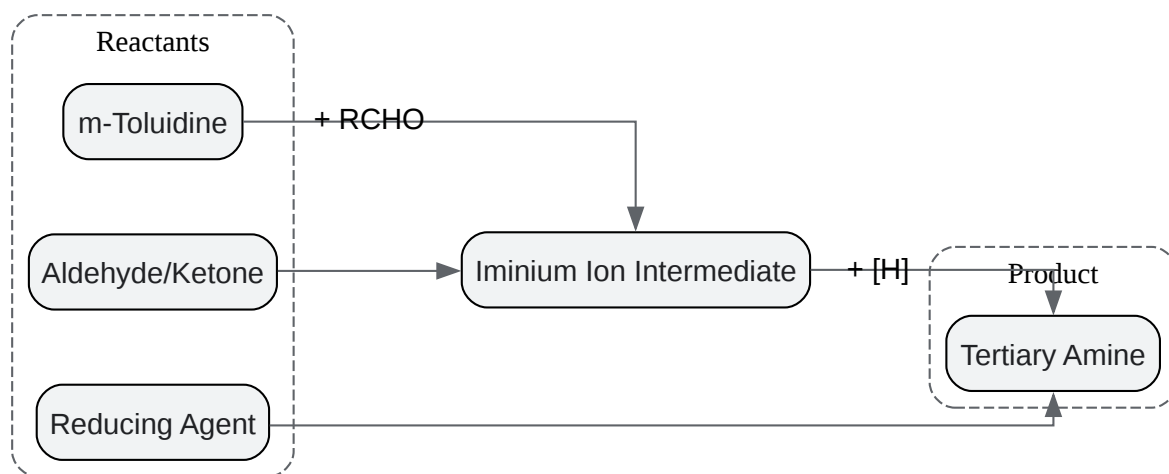 Reactants
m-Toluidine
+ RCHO
Aldehyde/Ketone
Iminium Ion Intermediate
+ [H]
Product
Tertiary Amine
Reducing Agent